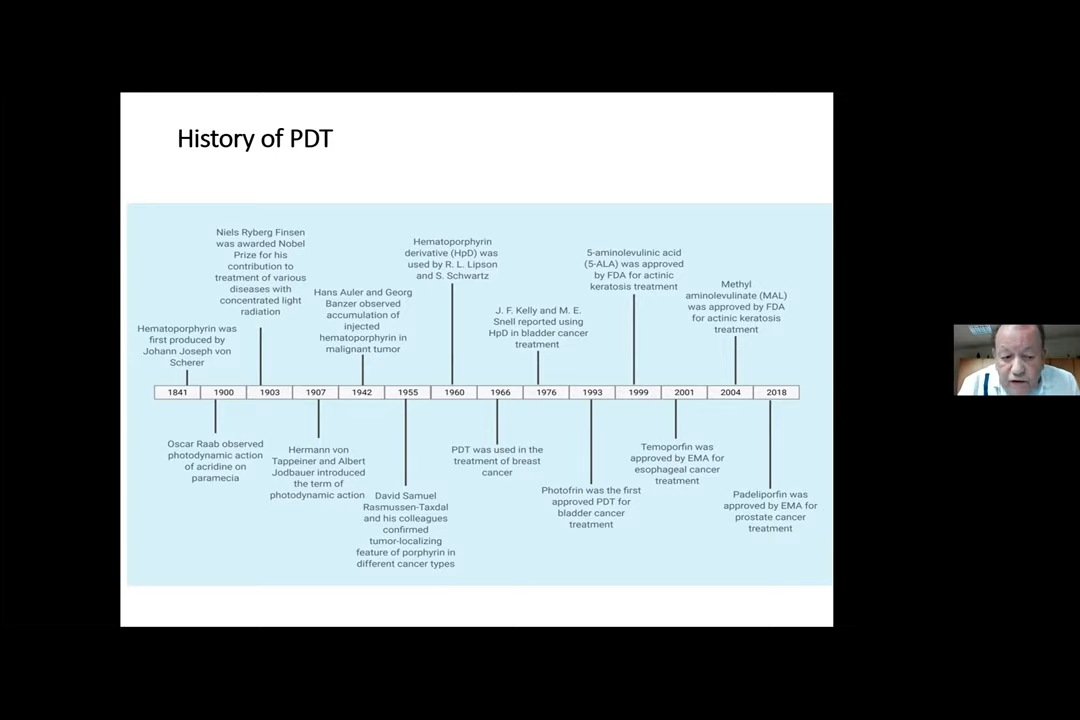 History of PDT
Niels Ryberg Finsen
was awarded Nobel
Prize for his
contribution to
treatment of various
diseases with
concentrated light
radiation
Hematoporphyrin
derivative (HpD) was
used by R. L. Lipson
and S. Schwartz
5-aminolevulinic acid
(5-ALA) was approved
by FDA for actinic
keratosis treatment
Hans Auler and Georg
Banzer observed
accumulation of
injected
hematoporphyrin in
malignant tumor
J. F. Kelly and M. E.
Snell reported using
HpD in bladder cancer
treatment
Methyl
aminolevulinate (MAL)
was approved by FDA
for actinic keratosis
treatment
Hematoporphyrin was
first produced by
Johann Joseph von
Scherer
1841 1900 1903 1907 1942 1955 1960 1966 1976 1993 1999 2001 2004 2018
Oscar Raab observed
photodynamic action
of acridine on
paramecia
Hermann von
Tappeiner and Albert
Jodbauer introduced
the term of
photodynamic action
David Samuel
Rasmussen-Taxdal
and his colleagues
confirmed
tumor-localizing
feature of porphyrin in
different cancer types
PDT was used in the
treatment of breast
cancer
Photofrin was the first
approved PDT for
bladder cancer
treatment
Temoporfin was
approved by EMA for
esophageal cancer
treatment
Padeliporfin was
approved by EMA for
prostate cancer
treatment